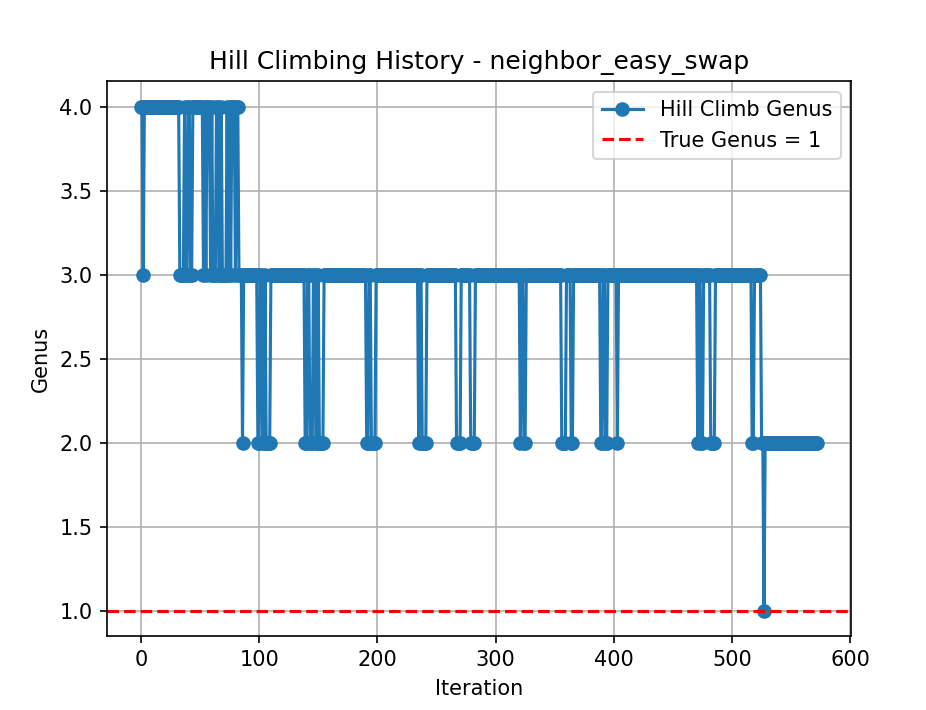 Hill Climbing History - neighbor_easy_swap
Hill Climb Genus
True Genus = 1
Genus
4.0
3.5
3.0
2.5
2.0
1.5
1.0
0 100 200 300 400 500 600
Iteration